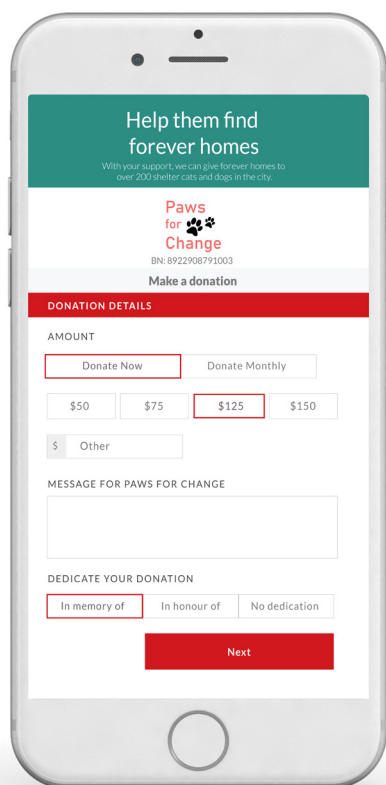 Help them find
forever homes
With your support, we can give forever homes to
over 200 shelter cats and dogs in the city.
Paws
for
Change
BN: 8922908791003
Make a donation
DONATION DETAILS
AMOUNT
Donate Now Donate Monthly
$50 $75 $125 $150
$ Other
MESSAGE FOR PAWS FOR CHANGE
DEDICATE YOUR DONATION
In memory of In honour of No dedication
Next